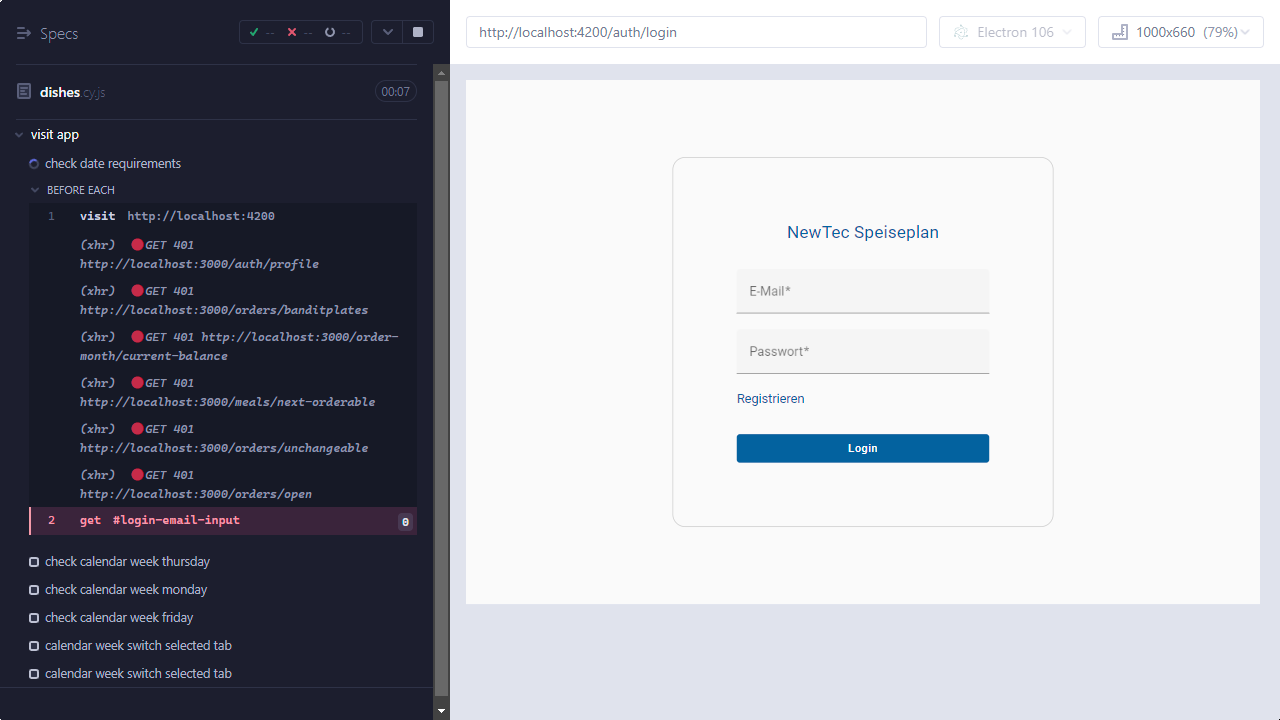 Specs
--
--
--
dishes.cy.js
00:07
visit app
check date requirements
BEFORE EACH
1 visit http://localhost:4200
(xhr) GET 401
http://localhost:3000/auth/profile
(xhr) GET 401
http://localhost:3000/orders/banditplates
(xhr) GET 401 http://localhost:3000/order-
month/current-balance
(xhr) GET 401
http://localhost:3000/meals/next-orderable
(xhr) GET 401
http://localhost:3000/orders/unchangeable
(xhr) GET 401
http://localhost:3000/orders/open
2 get #login-email-input 0
check calendar week thursday
check calendar week monday
check calendar week friday
calendar week switch selected tab
calendar week switch selected tab
http://localhost:4200/auth/login
Electron 106
1000x660 (79%)
NewTec Speiseplan
E-Mail*
Passwort*
Registrieren
Login